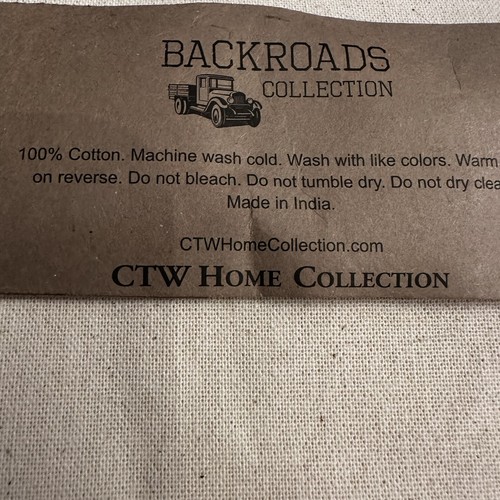 BACKROADS
COLLECTION
100% Cotton. Machine wash cold. Wash with like colors. Warm
on reverse. Do not bleach. Do not tumble dry. Do not dry clea
Made in India.
CTWHomeCollection.com
CTW HOME COLLECTION